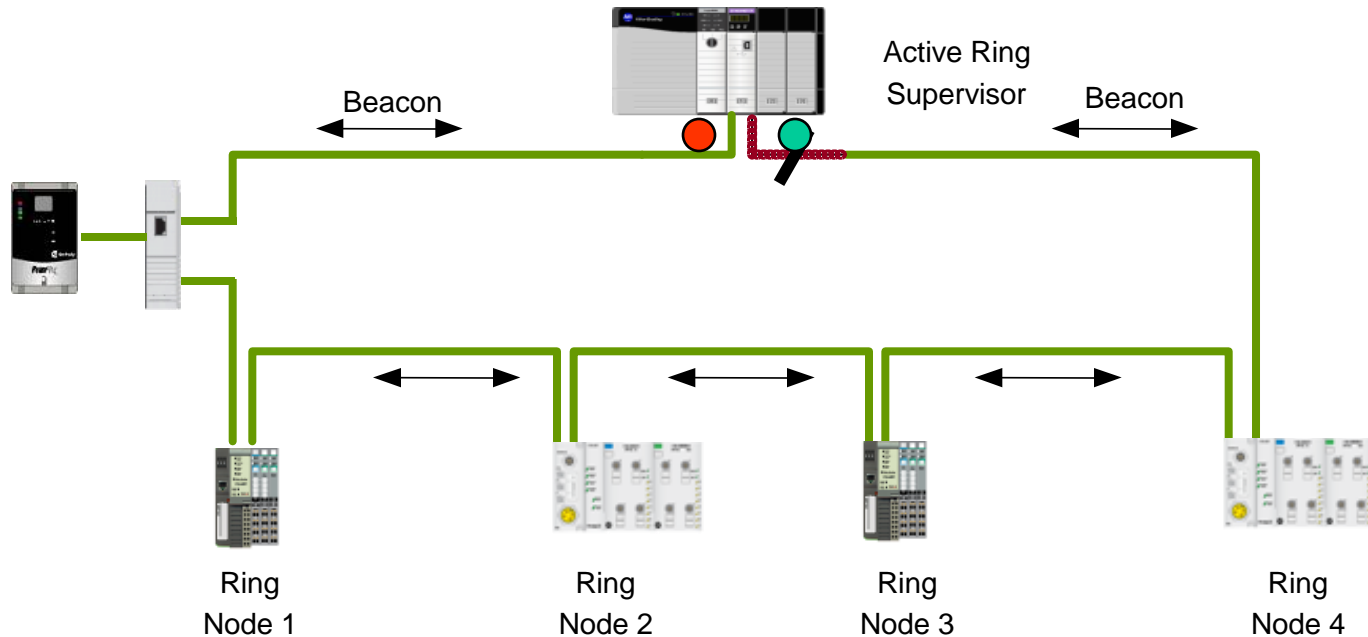 Active Ring
Supervisor
Beacon
Beacon
Ring
Node 1
Ring
Node 2
Ring
Node 3
Ring
Node 4